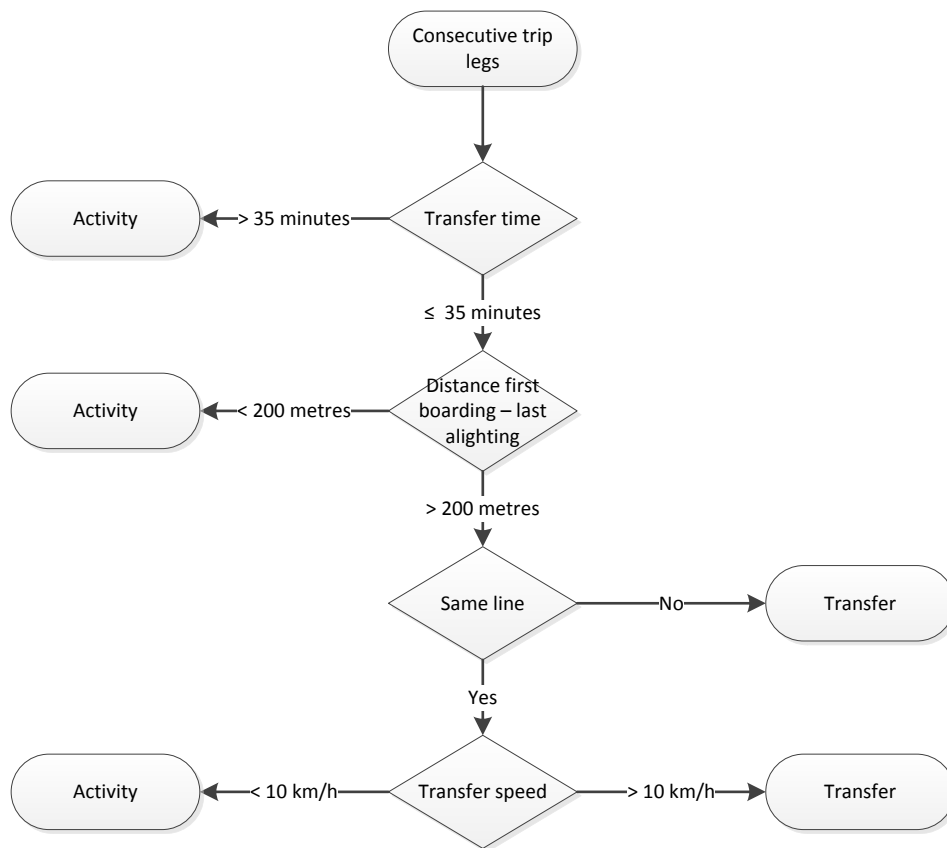 Consecutive trip
legs
Activity
> 35 minutes
Transfer time
≤ 35 minutes
Activity
< 200 metres
Distance first
boarding – last
alighting
> 200 metres
Same line
No
Transfer
Yes
Activity
< 10 km/h
Transfer speed
> 10 km/h
Transfer